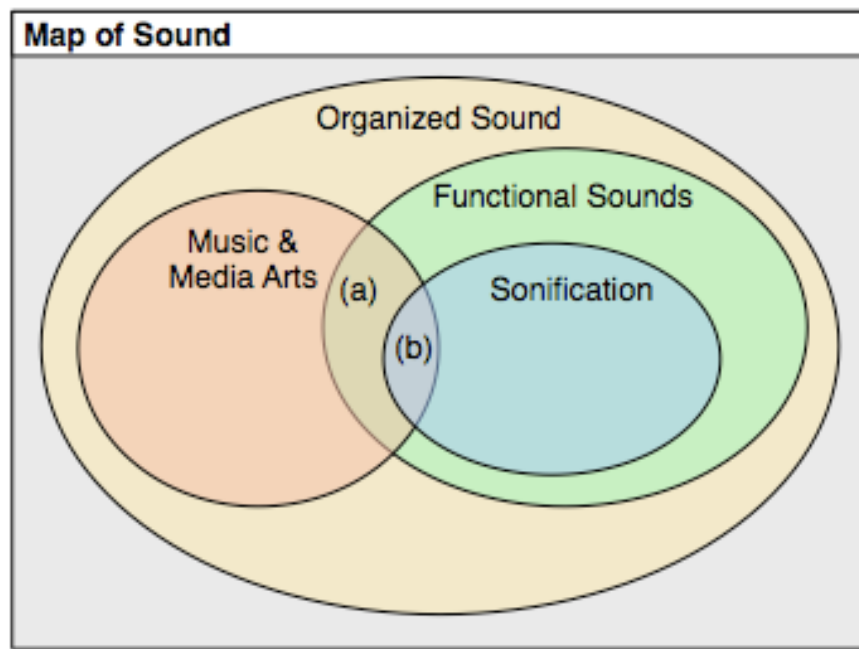 Map of Sound
Organized Sound
Functional Sounds
Music &
Media Arts
(a)
Sonification
(b)